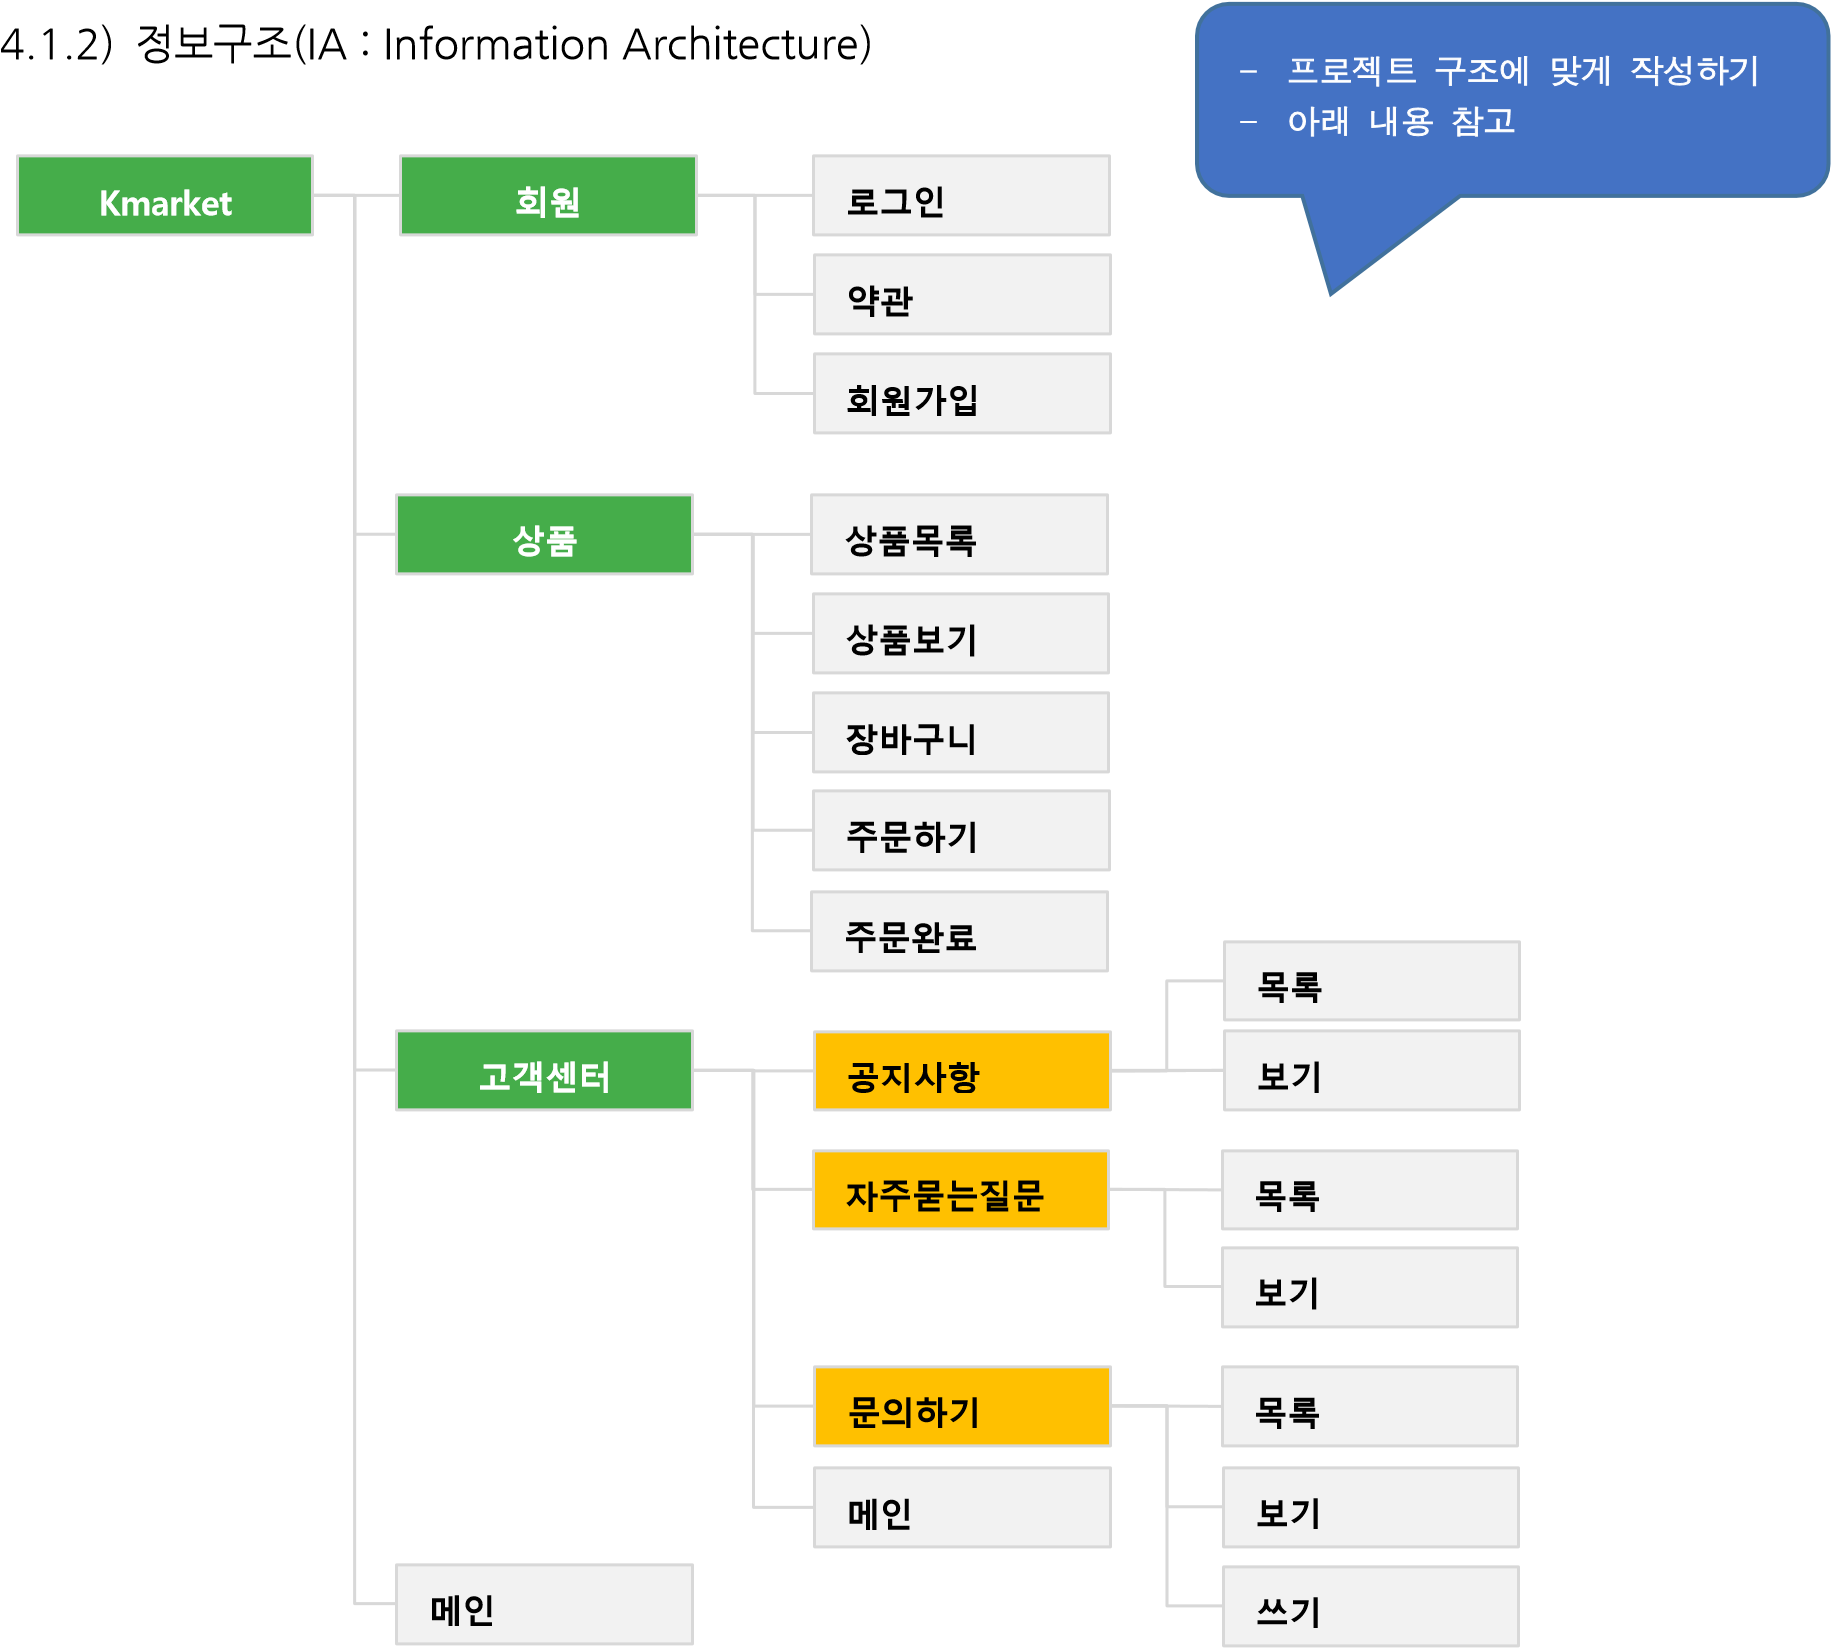 4.1.2) 정보구조(IA : Information Architecture)
- 프로젝트 구조에 맞게 작성하기
- 아래 내용 참고
Kmarket
회원
로그인
약관
회원가입
상품
상품목록
상품보기
장바구니
주문하기
주문완료
고객센터
공지사항
목록
보기
자주묻는질문
목록
보기
문의하기
목록
보기
쓰기
메인
메인